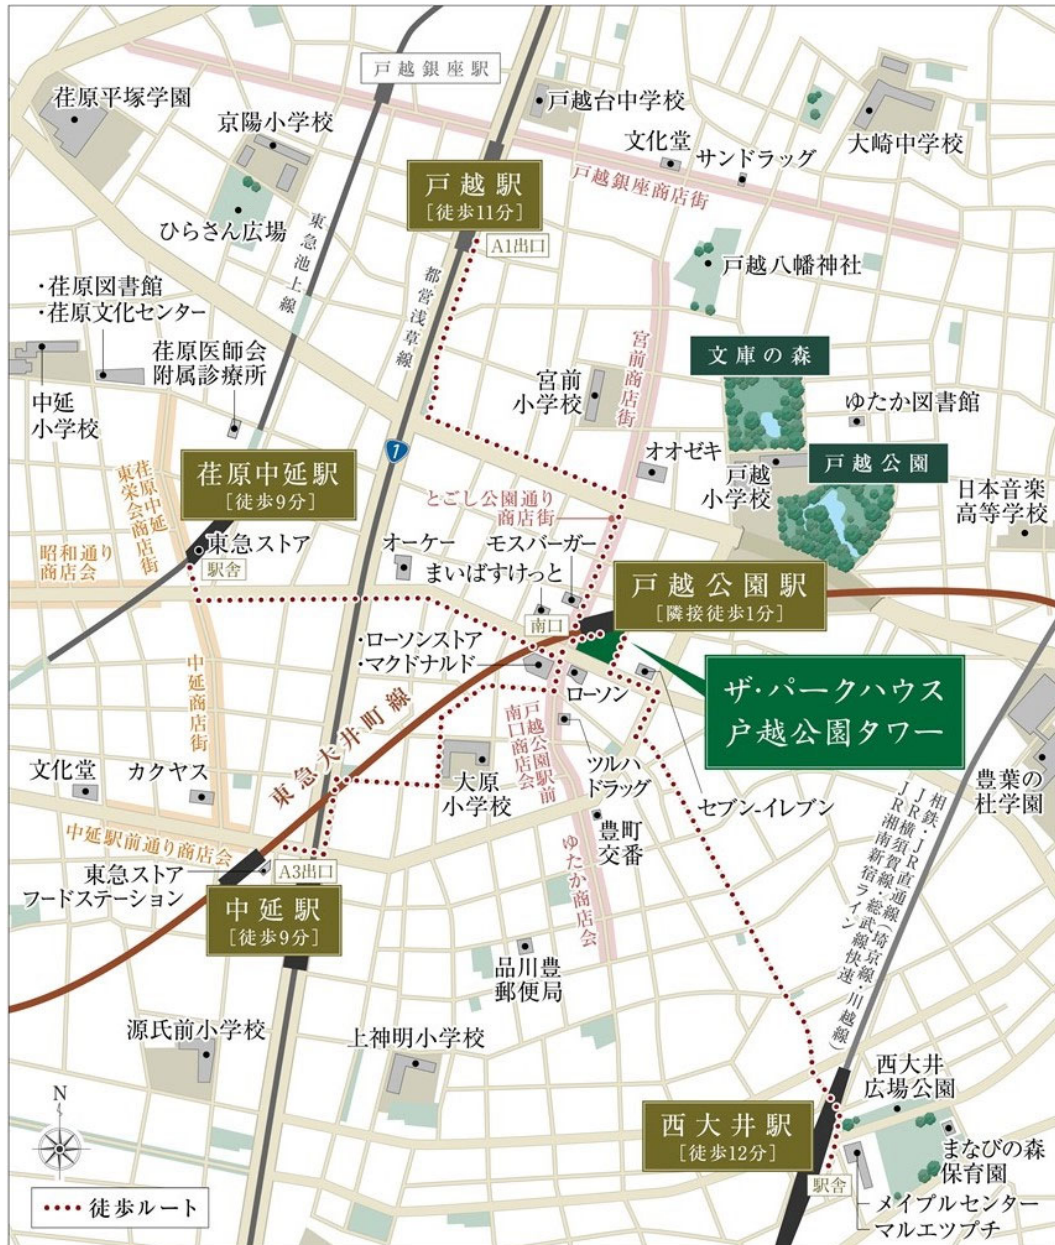 戸越銀座駅
荏原平塚学園
京陽小学校
戸越台中学校
文化堂
サンドラッグ
大崎中学校
戸越駅
[徒歩11分]
A1出口
戸越銀座商店街
ひらさん広場
東急池上線
都営浅草線
戸越八幡神社
・荏原図書館
・荏原文化センター
荏原医師会
附属診療所
中延
小学校
宮前
小学校
宮前商店街
文庫の森
ゆたか図書館
オオゼキ
戸越
小学校
戸越公園
日本音楽
高等学校
1
荏原中延駅
[徒歩9分]
荏原中延
東栄会商店街
昭和通り
商店会
東急ストア
駅舎
とごし公園通り
商店街
オーケー
モスバーガー
まいばすけっと
戸越公園駅
[隣接徒歩1分]
南口
・ローソンストア
・マクドナルド
ローソン
ザ・パークハウス
戸越公園タワー
中延商店街
東急大井町線
戸越公園駅前
南口商店会
文化堂
カクヤス
大原
小学校
ツルハ
ドラッグ
セブン-イレブン
豊葉の
杜学園
中延駅前通り商店会
豊町
交番
東急ストア
フードステーション
A3出口
中延駅
[徒歩9分]
ゆたか商店会
相鉄・JR直通線(埼京線・川越線)
JR横須賀線・総武線快速
JR湘南新宿ライン
品川豊
郵便局
源氏前小学校
上神明小学校
西大井
広場公園
西大井駅
[徒歩12分]
駅舎
まなびの森
保育園
メイプルセンター
マルエツプチ
N
徒歩ルート